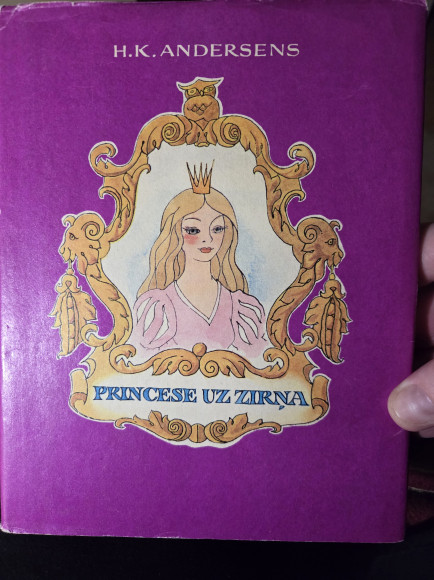 H.K. ANDERSENS
PRINCESE UZ ZIRŅA